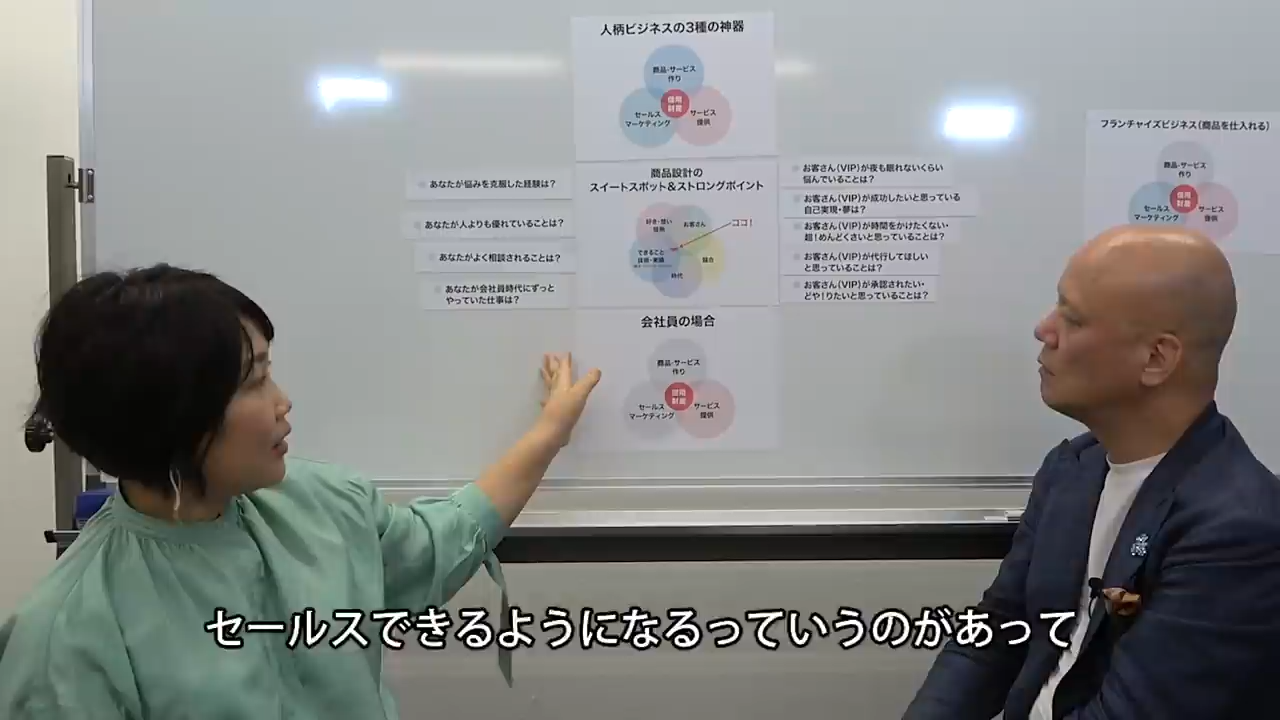 人柄ビジネスの3種の神器
商品・サービス
作り
信用
財産
セールス
マーケティング
サービス
提供
商品設計の
スイートスポット&ストロングポイント
好き・想い
お客さん
ココ!
できること
競合
時代
あなたが悩みを克服した経験は?
あなたが人よりも優れていることは?
あなたがよく相談されることは?
あなたが会社員時代にずっと
やっていた仕事は?
お客さん(VIP)が夜も眠れないくらい
悩んでいることは?
お客さん(VIP)が成功したいと思っている
自己実現・夢は?
お客さん(VIP)が時間をかけたくない・
超!めんどくさいと思っていることは?
お客さん(VIP)が代行してほしい
と思っていることは?
お客さん(VIP)が承認されたい・
どや!りたいと思っていることは?
会社員の場合
商品・サービス
作り
信用
財産
セールス
マーケティング
サービス
提供
フランチャイズビジネス(商品を仕入れる)
商品・サービス
作り
信用
財産
セールス
マーケティング
サービス
提供
セールスできるようになるっていうのがあって